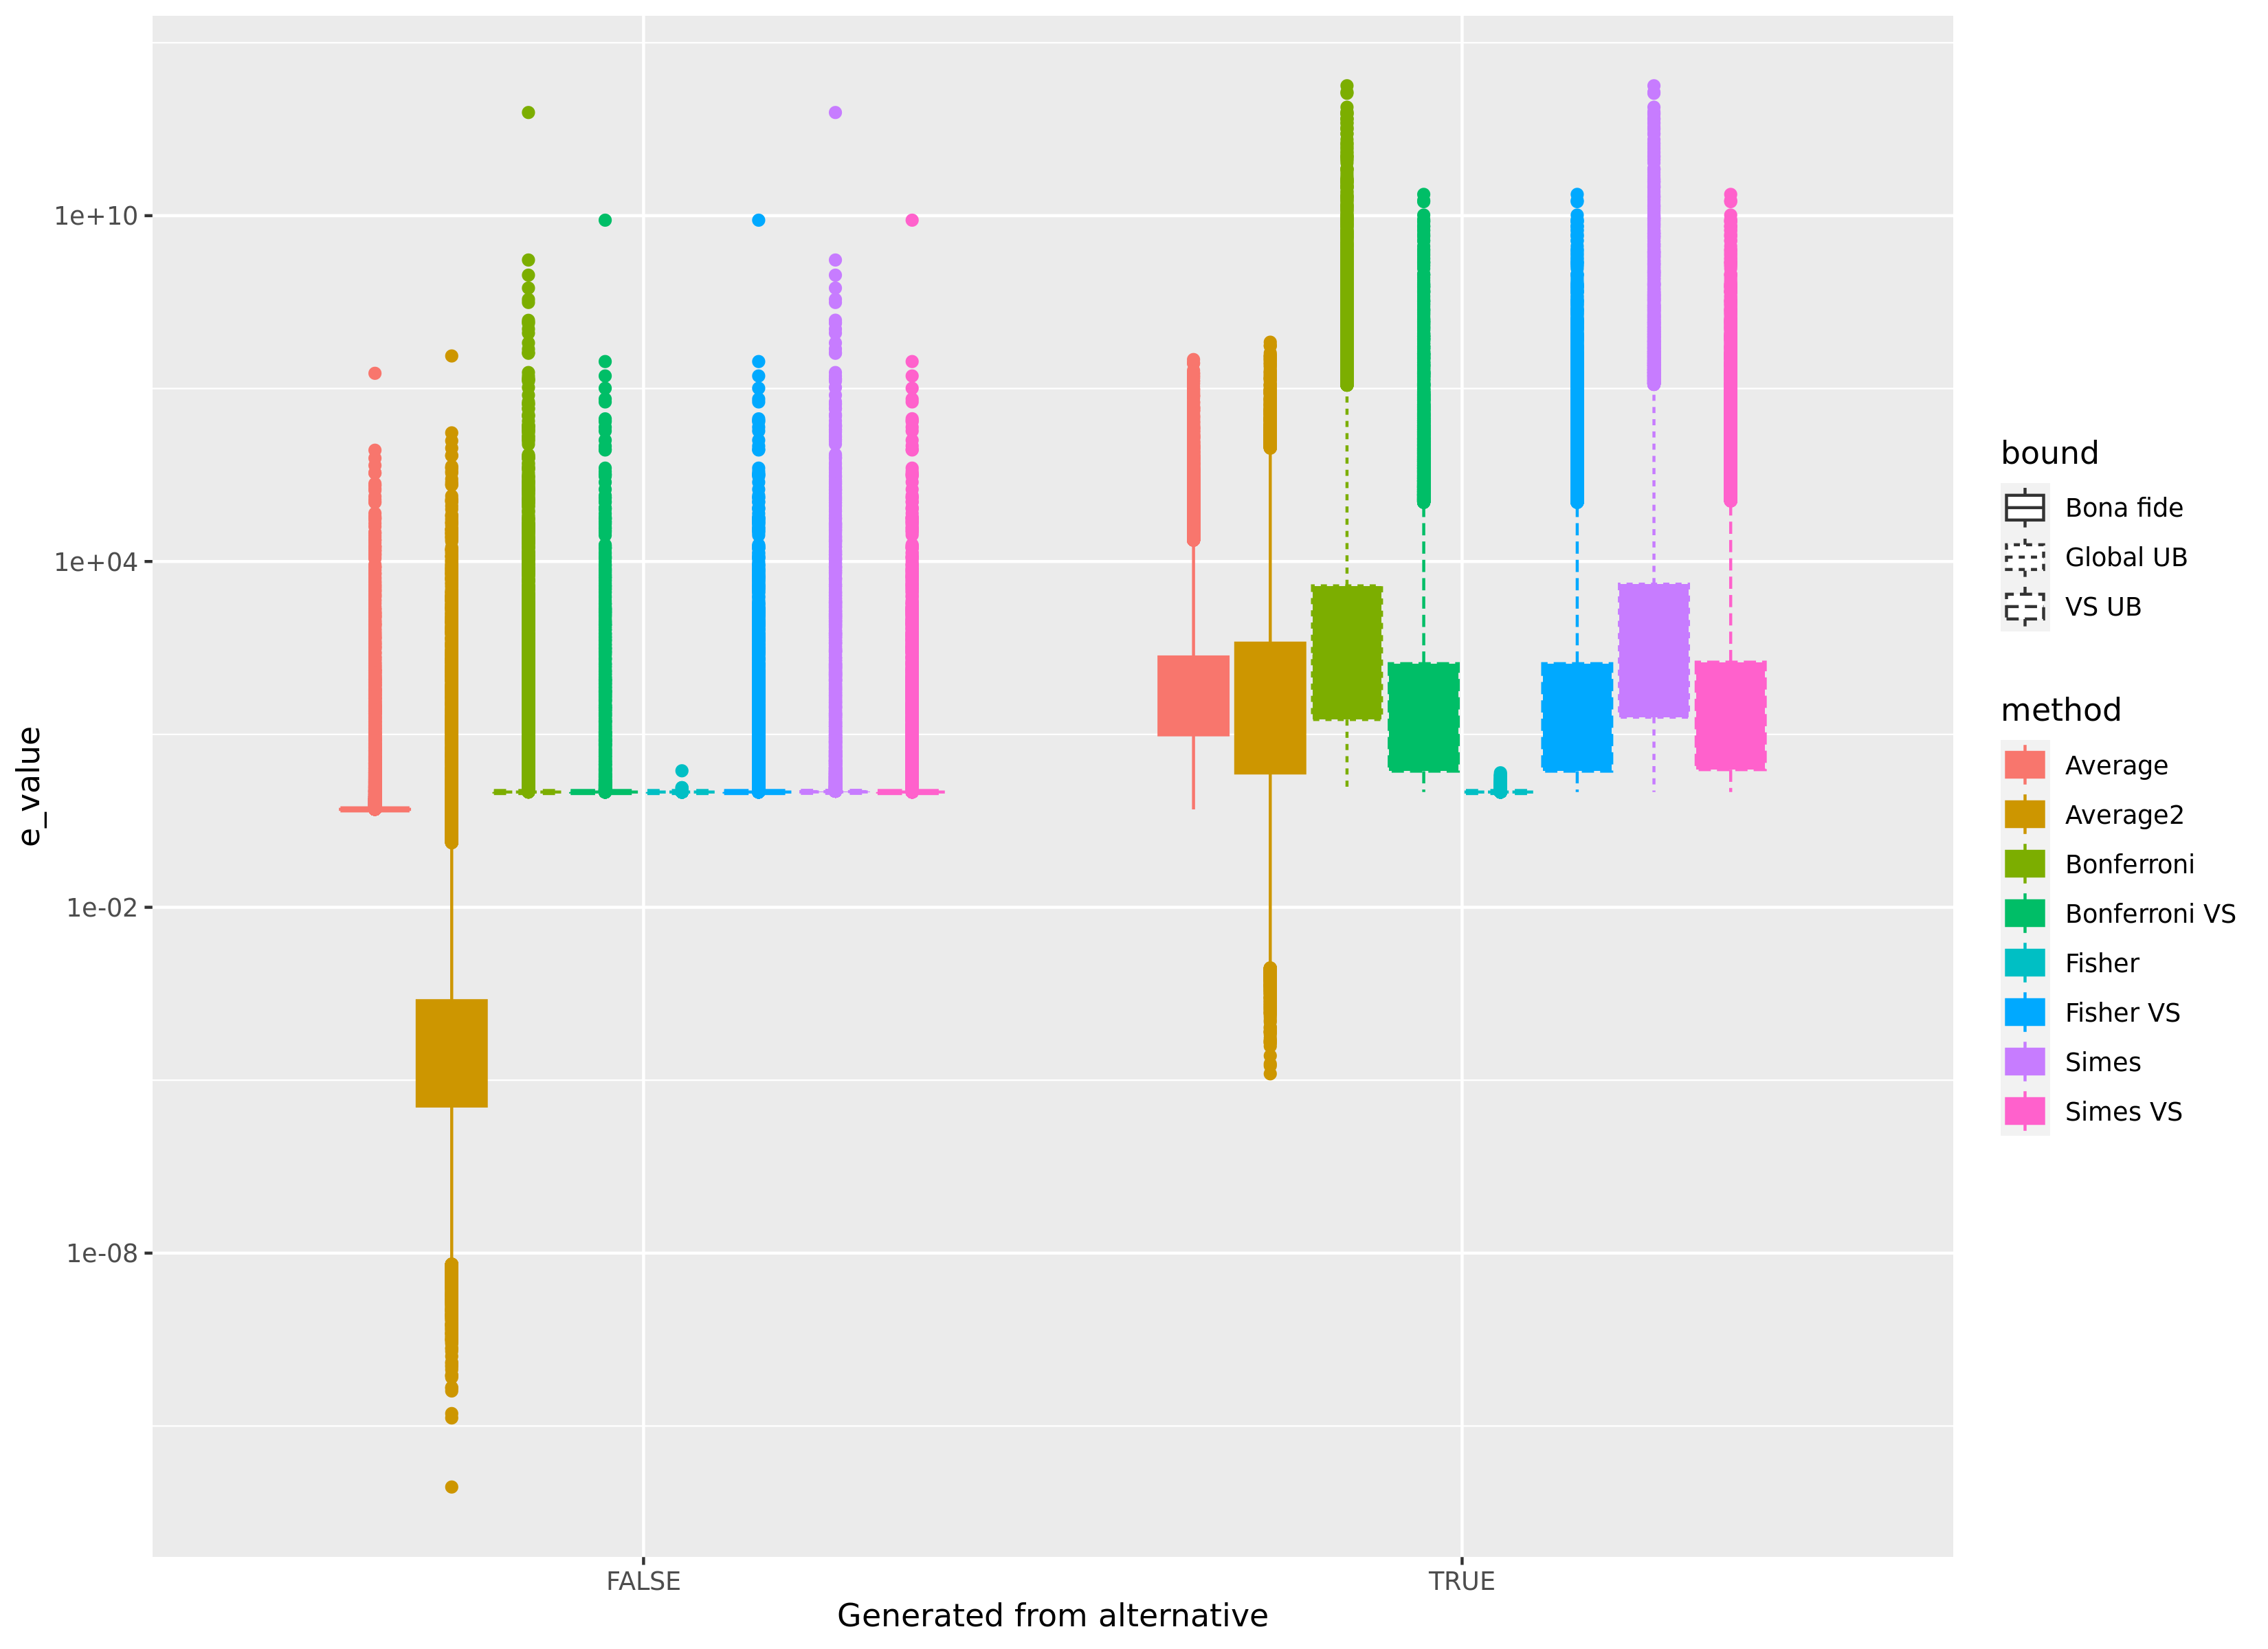 1e+10
1e+04
1e-02
1e-08
e_value
FALSE
TRUE
Generated from alternative
bound
Bona fide
Global UB
VS UB
method
Average
Average2
Bonferroni
Bonferroni VS
Fisher
Fisher VS
Simes
Simes VS